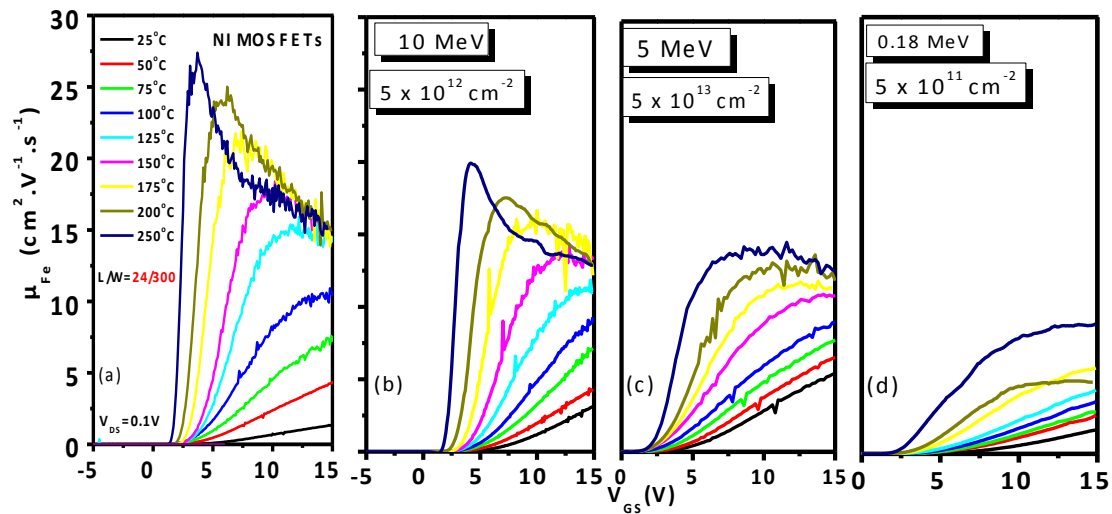 NI MOSFETs
25°C
50°C
75°C
100°C
125°C
150°C
175°C
200°C
250°C
L/W=24/300
(a)
V_DS=0.1V
30
25
20
15
10
5
0
-5 0 5 10 15
μ_Fe (cm².V⁻¹.s⁻¹)
10 MeV
5 x 10¹² cm⁻²
(b)
-5 0 5 10 15
5 MeV
5 x 10¹³ cm⁻²
(c)
0 5 10 15
0.18 MeV
5 x 10¹¹ cm⁻²
(d)
0 5 10 15
V_GS(V)